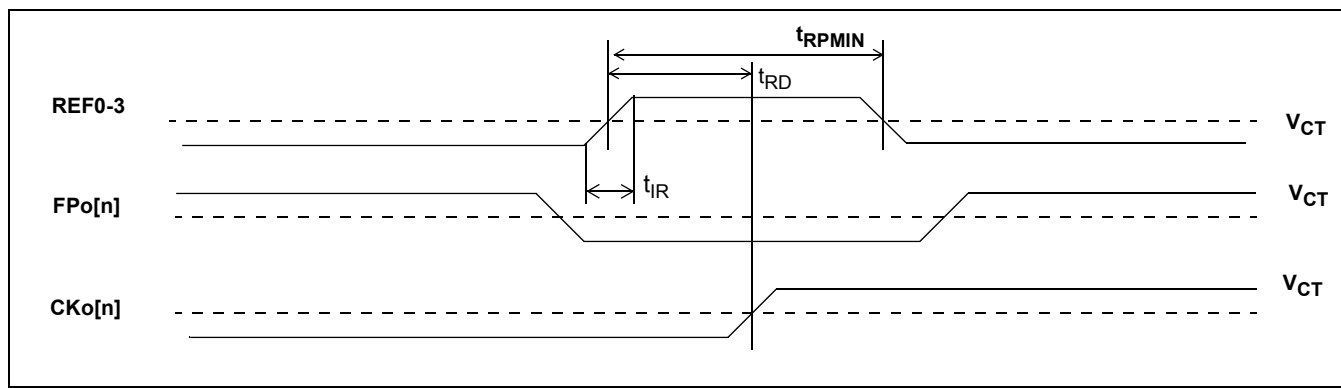 tRPMIN
tRD
REF0-3
VCT
tIR
FPo[n]
VCT
CKo[n]
VCT